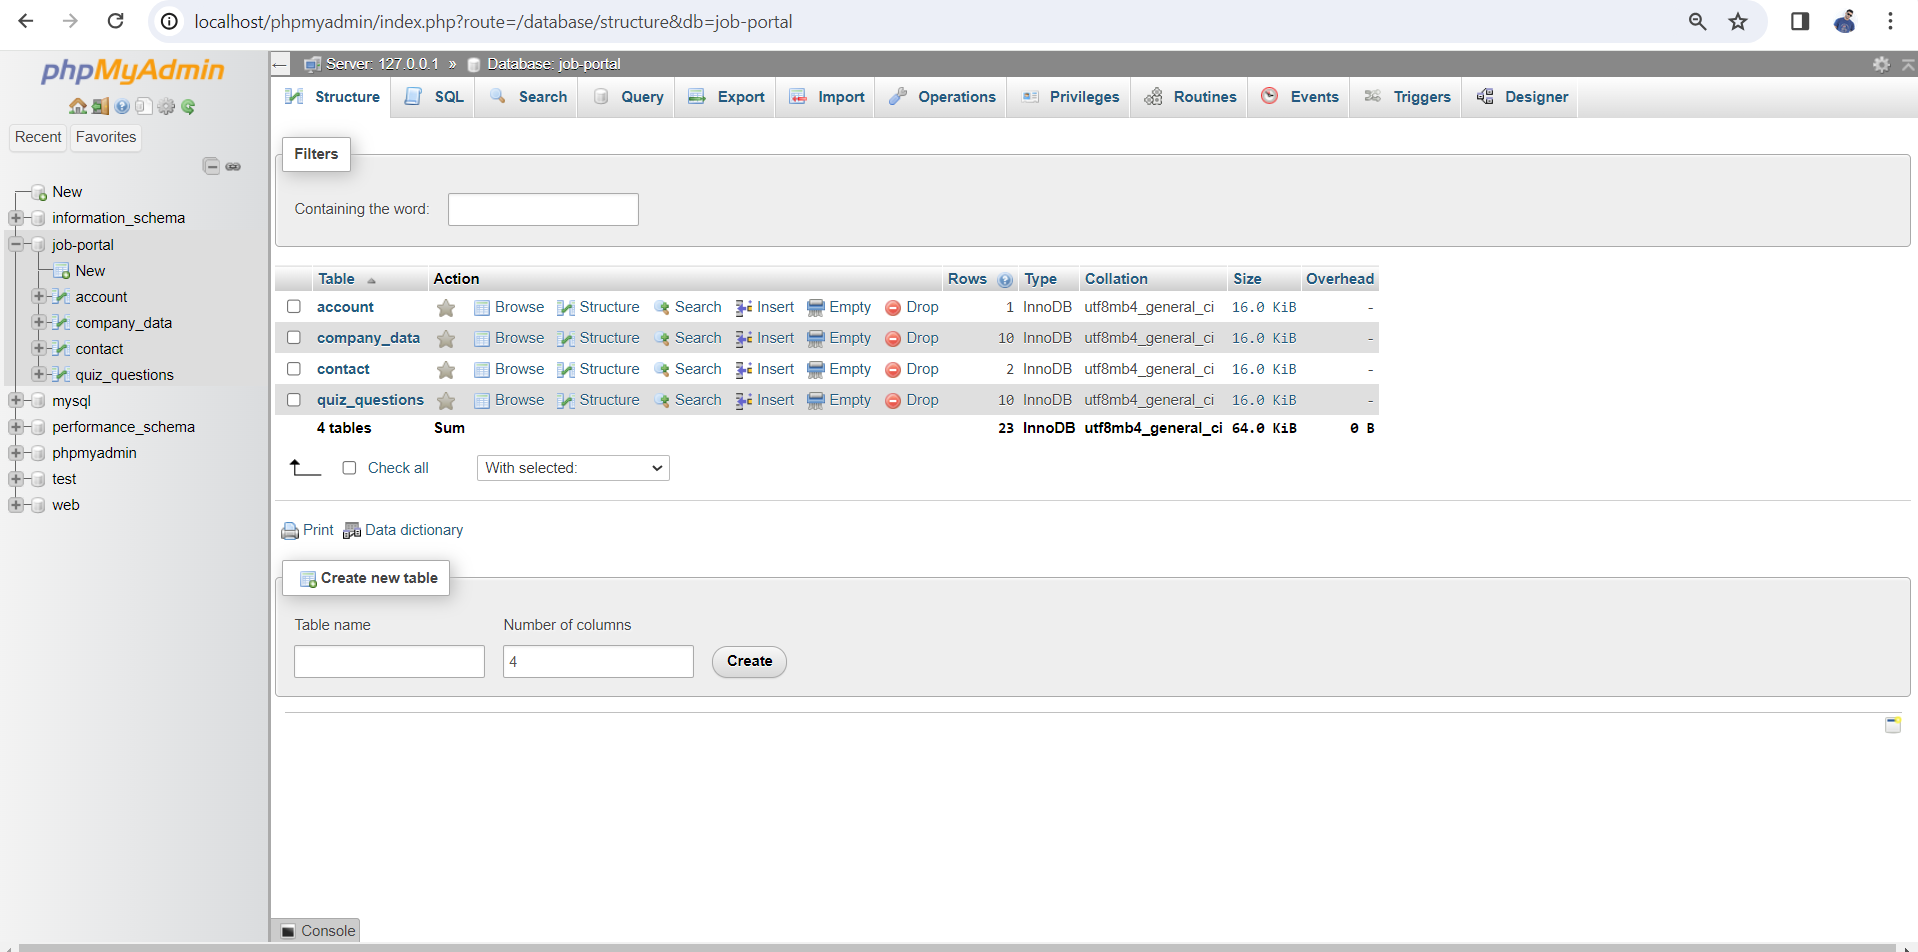 localhost/phpmyadmin/index.php?route=/database/structure&db=job-portal
phpMyAdmin
Recent Favorites
New
information_schema
job-portal
New
account
company_data
contact
quiz_questions
mysql
performance_schema
phpmyadmin
test
web
Server: 127.0.0.1 » Database: job-portal
Structure SQL Search Query Export Import Operations Privileges Routines Events Triggers Designer
Filters
Containing the word:
Table Action Rows Type Collation Size Overhead
account Browse Structure Search Insert Empty Drop 1 InnoDB utf8mb4_general_ci 16.0 KiB -
company_data Browse Structure Search Insert Empty Drop 10 InnoDB utf8mb4_general_ci 16.0 KiB -
contact Browse Structure Search Insert Empty Drop 2 InnoDB utf8mb4_general_ci 16.0 KiB -
quiz_questions Browse Structure Search Insert Empty Drop 10 InnoDB utf8mb4_general_ci 16.0 KiB -
4 tables Sum 23 InnoDB utf8mb4_general_ci 64.0 KiB 0 B
Check all With selected:
Print Data dictionary
Create new table
Table name Number of columns
4 Create
Console